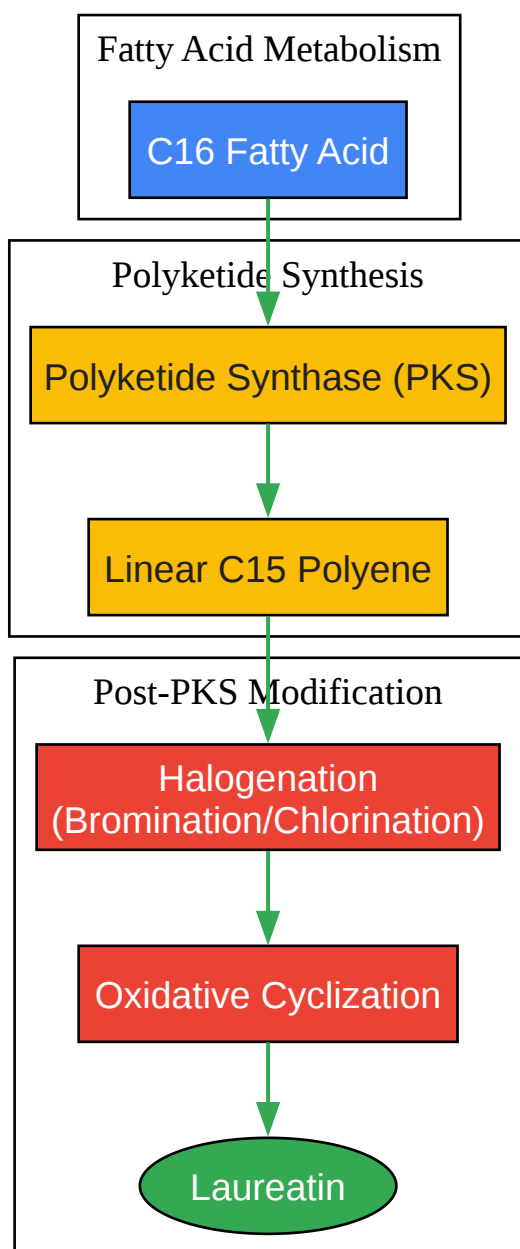 Fatty Acid Metabolism
C16 Fatty Acid
Polyketide Synthesis
Polyketide Synthase (PKS)
Linear C15 Polyene
Post-PKS Modification
Halogenation
(Bromination/Chlorination)
Oxidative Cyclization
Laureatin